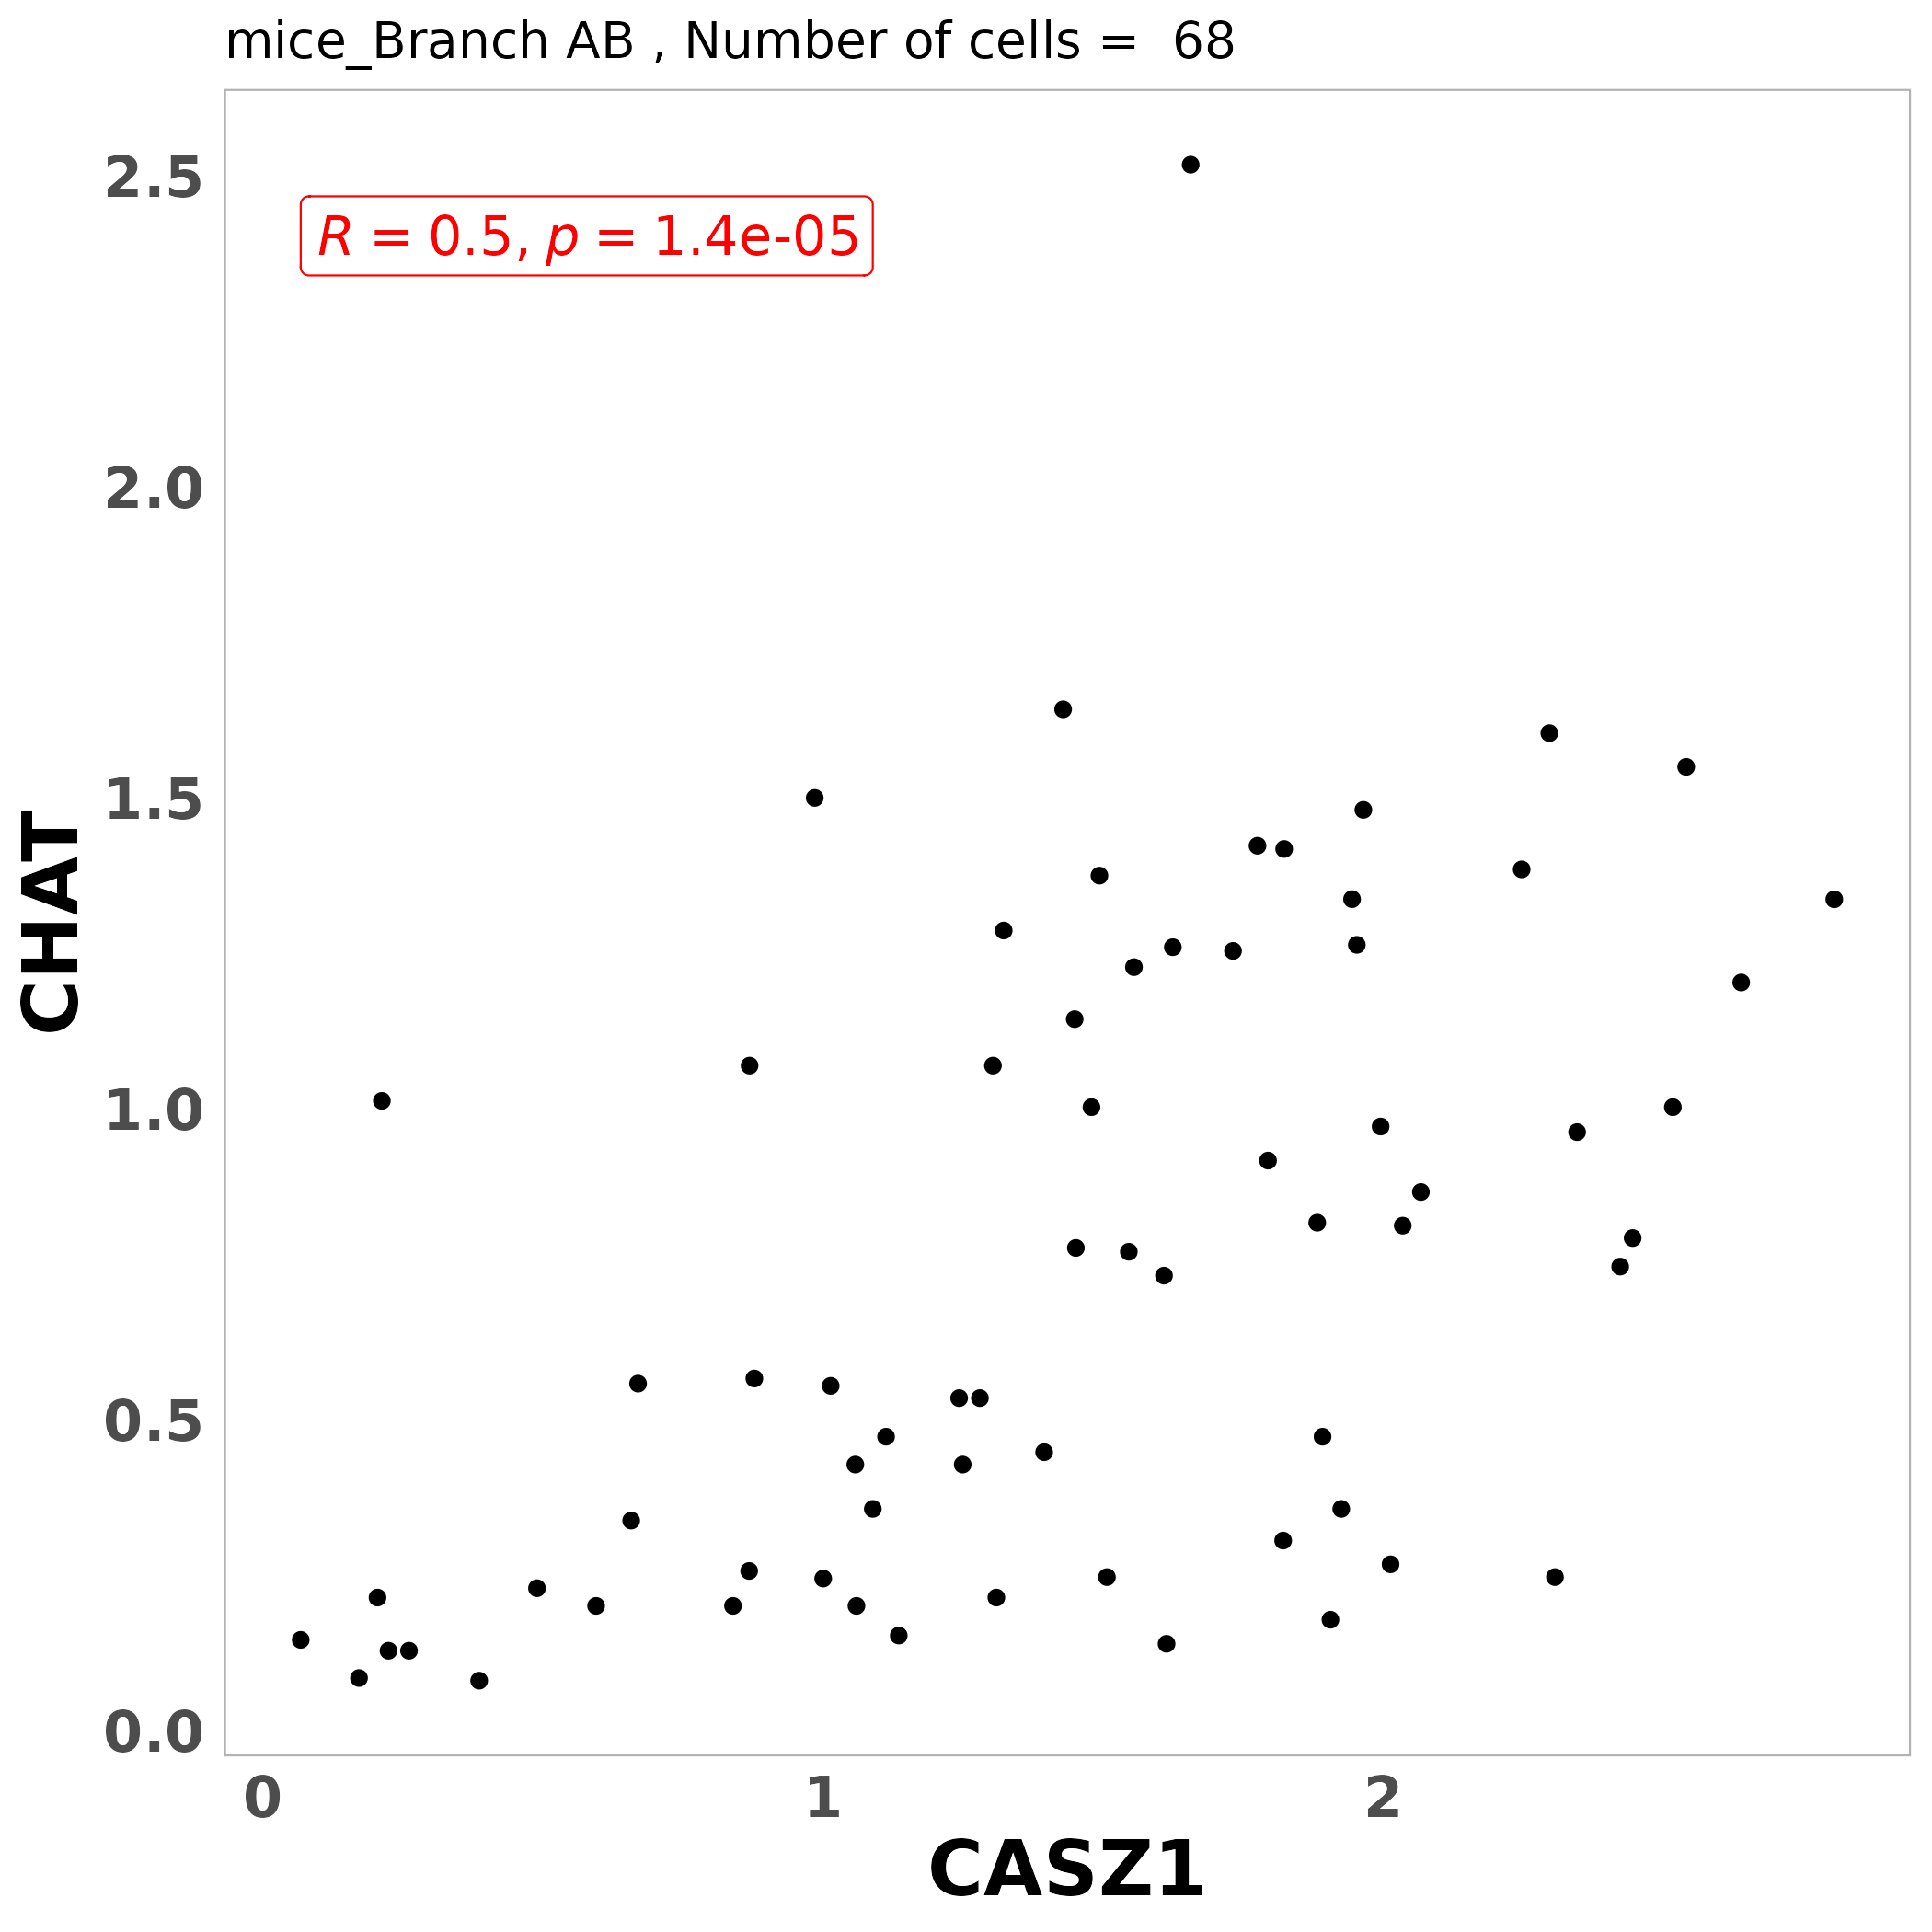 mice_Branch AB , Number of cells =  68
R = 0.5, p = 1.4e-05
2.5
2.0
1.5
1.0
0.5
0.0
CHAT
0 1 2
CASZ1